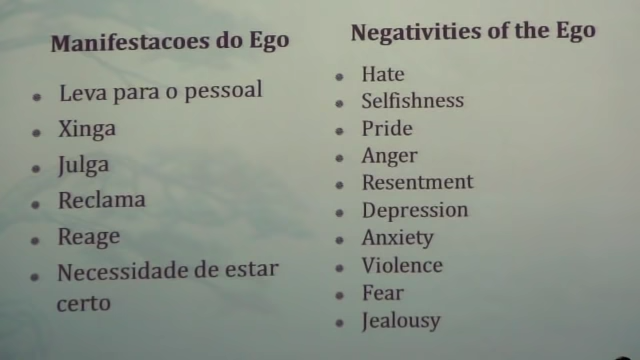 Manifestacoes do Ego
Leva para o pessoal
Xinga
Julga
Reclama
Reage
Necessidade de estar
certo
Negativities of the Ego
Hate
Selfishness
Pride
Anger
Resentment
Depression
Anxiety
Violence
Fear
Jealousy